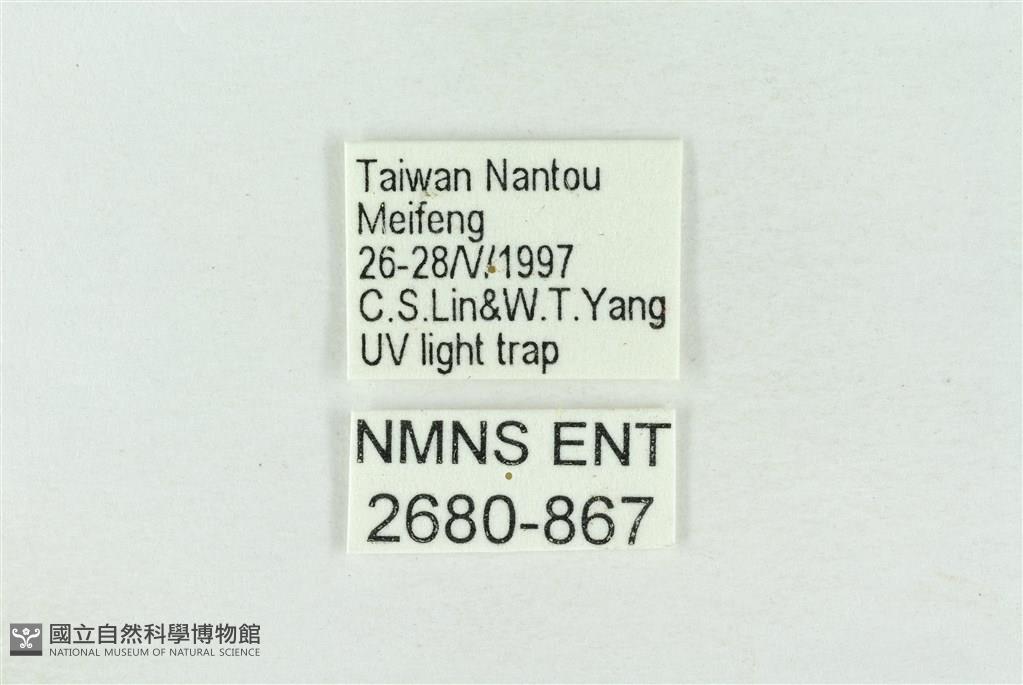 Taiwan Nantou
Meifeng
26-28/V/1997
C.S.Lin&W.T.Yang
UV light trap
NMNS ENT
2680-867
國立自然科學博物館
NATIONAL MUSEUM OF NATURAL SCIENCE